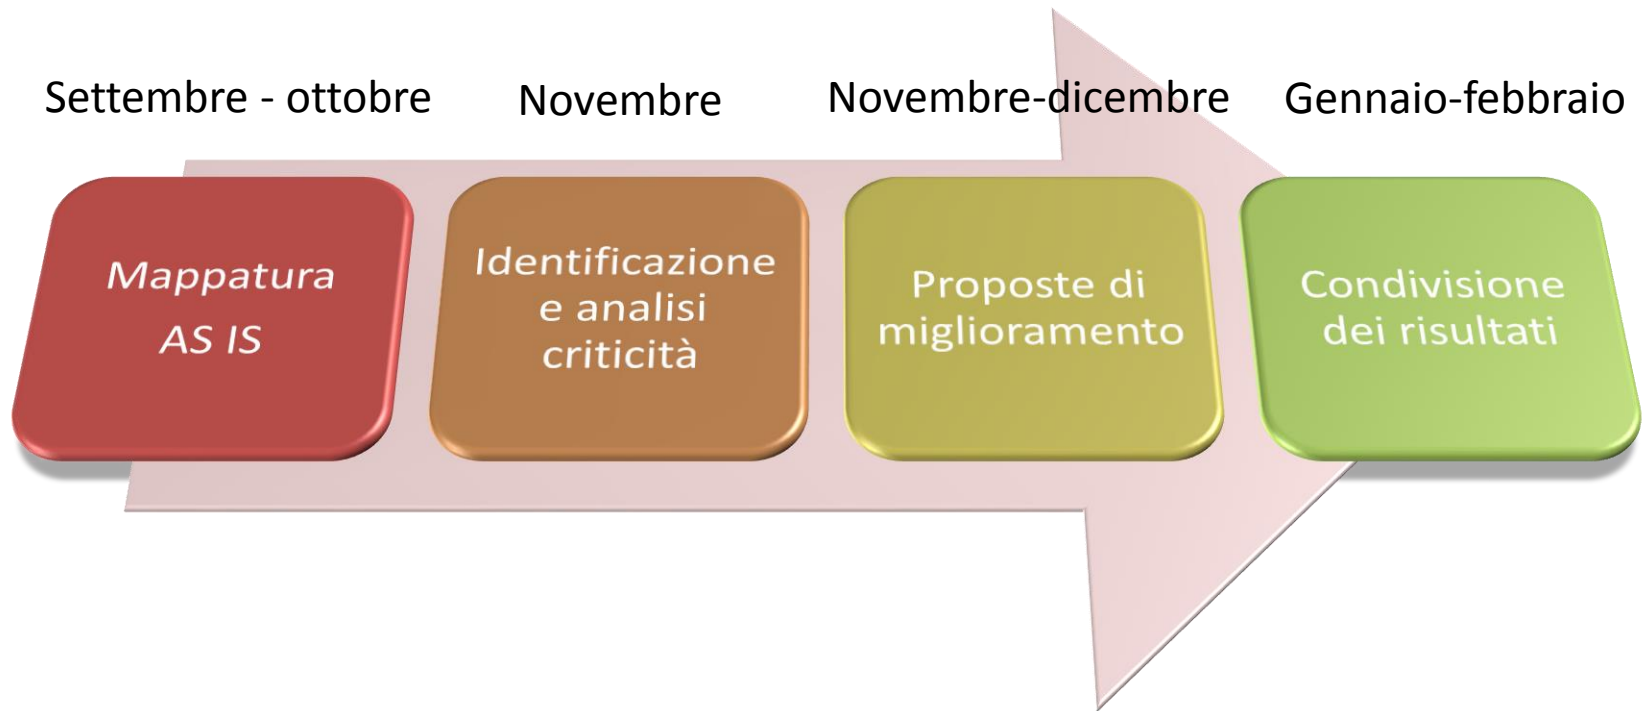 Settembre - ottobre
Novembre
Novembre-dicembre
Gennaio-febbraio
Mappatura
AS IS
Identificazione
e analisi
criticità
Proposte di
miglioramento
Condivisione
dei risultati